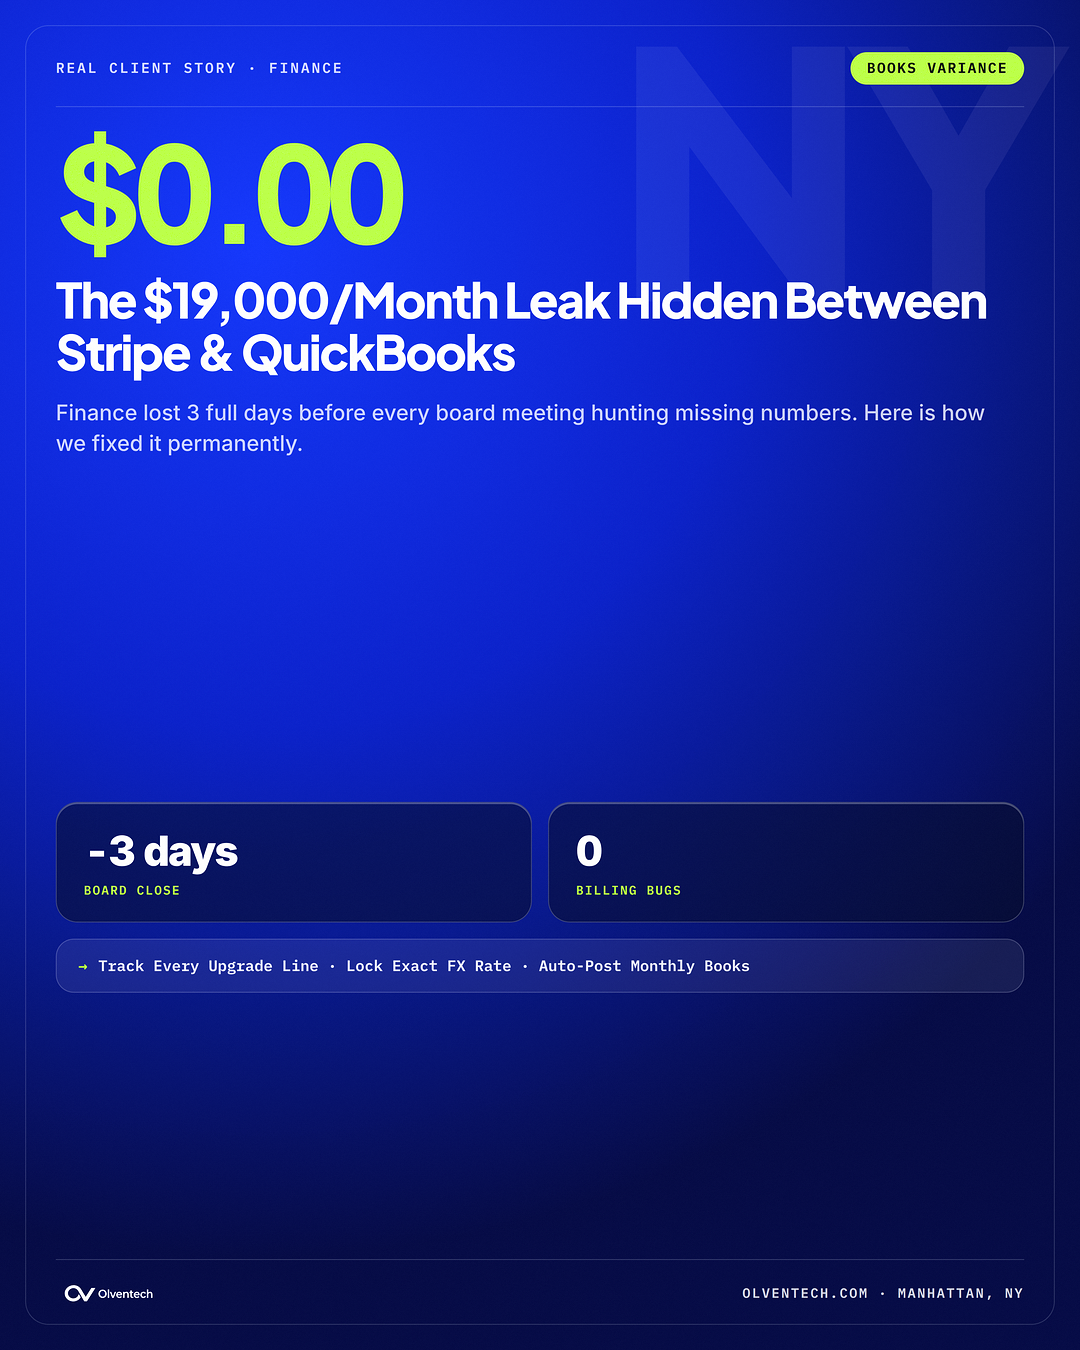 REAL CLIENT STORY · FINANCE
BOOKS VARIANCE
NY
$0.00
The $19,000/Month Leak Hidden Between
Stripe & QuickBooks
Finance lost 3 full days before every board meeting hunting missing numbers. Here is how
we fixed it permanently.
-3 days
BOARD CLOSE
0
BILLING BUGS
→ Track Every Upgrade Line · Lock Exact FX Rate · Auto-Post Monthly Books
Olventech
OLVENTECH.COM · MANHATTAN, NY